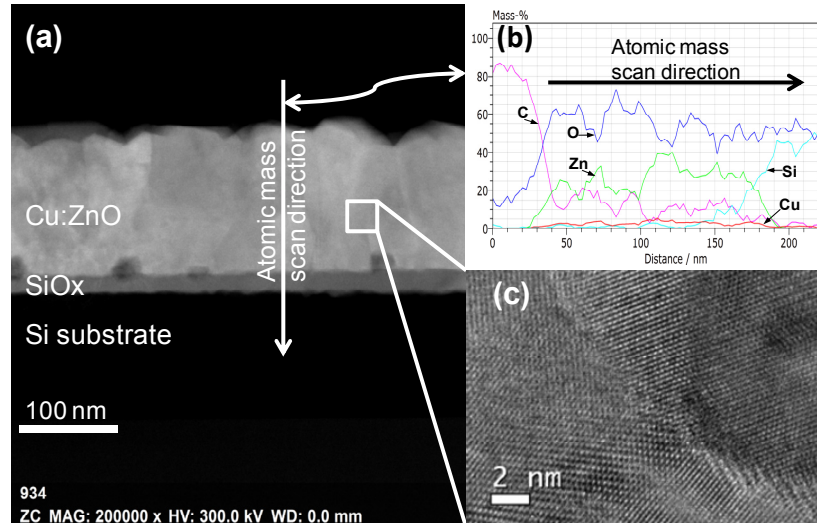 (a)
Atomic mass
scan direction
Cu:ZnO
SiOx
Si substrate
100 nm
934
ZC MAG: 200000 x HV: 300.0 kV WD: 0.0 mm
Mass-%
(b)
Atomic mass
scan direction
100
80
60
40
20
0
C
O
Zn
Si
Cu
0 50 100 150 200
Distance / nm
(c)
2 nm